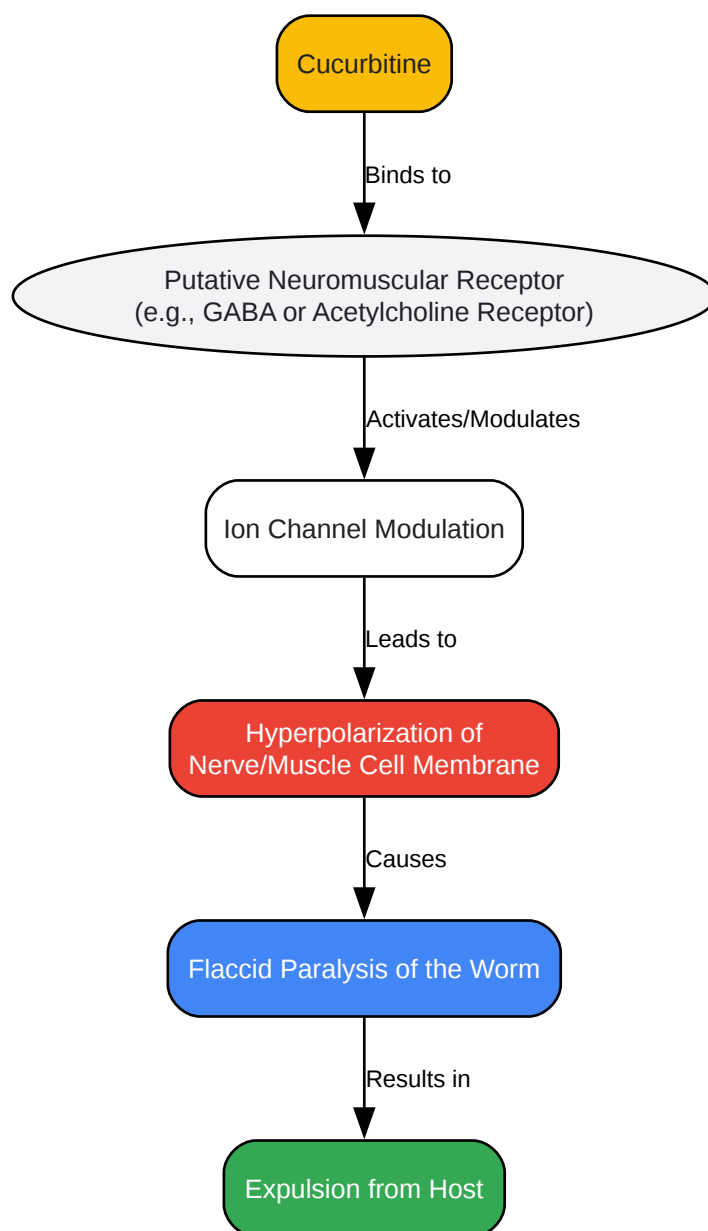 Cucurbitine
Binds to
Putative Neuromuscular Receptor
(e.g., GABA or Acetylcholine Receptor)
Activates/Modulates
Ion Channel Modulation
Leads to
Hyperpolarization of
Nerve/Muscle Cell Membrane
Causes
Flaccid Paralysis of the Worm
Results in
Expulsion from Host